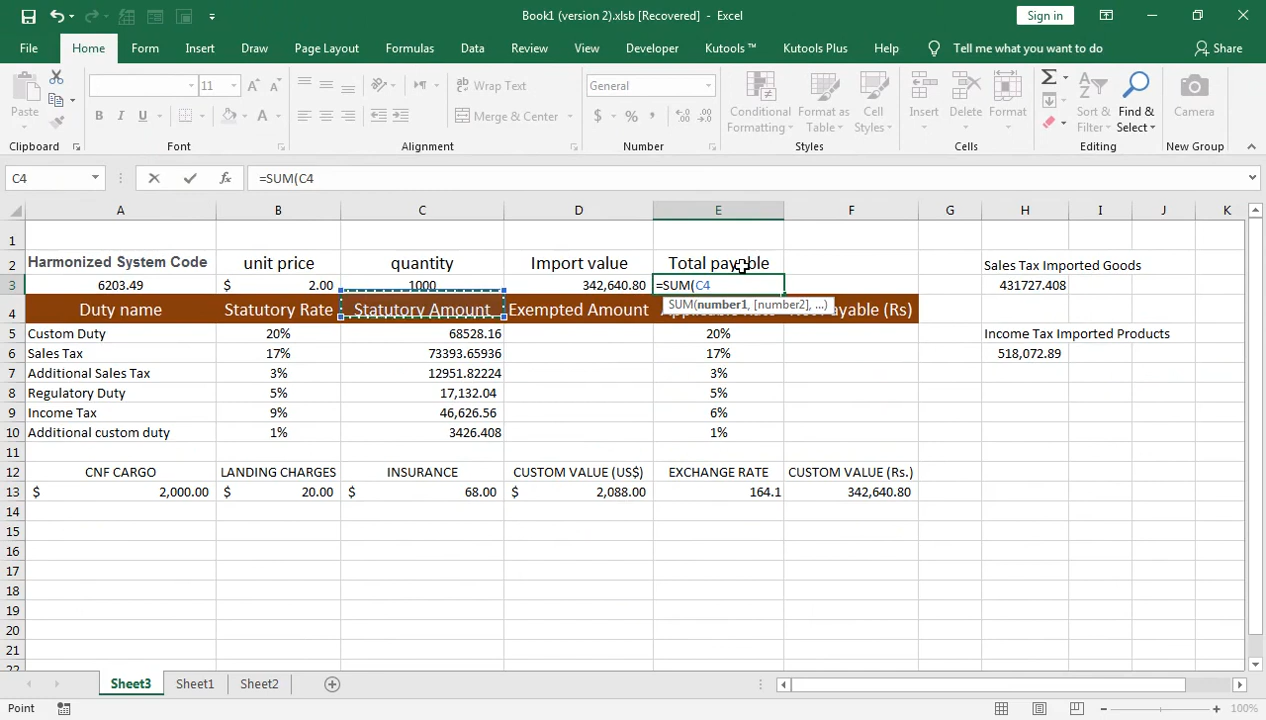 Book1 (version 2).xlsb [Recovered] - Excel
Sign in
File Home Form Insert Draw Page Layout Formulas Data Review View Developer Kutools ™ Kutools Plus Help Tell me what you want to do Share
11 A A ab Wrap Text General Σ
Paste B I U A Merge & Center $ % , Conditional Formatting Format as Table Cell Styles Insert Delete Format Sort & Filter Find & Select Camera
Clipboard Font Alignment Number Styles Cells Editing New Group
C4 fx =SUM(C4
A B C D E F G H I J K
1
2 Harmonized System Code unit price quantity Import value Total payable Sales Tax Imported Goods
3 6203.49 $ 2.00 1000 342,640.80 =SUM(C4 431727.408
SUM(number1, [number2], ...)
4 Duty name Statutory Rate Statutory Amount Exempted Amount Payable (Rs)
5 Custom Duty 20% 68528.16 20% Income Tax Imported Products
6 Sales Tax 17% 73393.65936 17% 518,072.89
7 Additional Sales Tax 3% 12951.82224 3%
8 Regulatory Duty 5% 17,132.04 5%
9 Income Tax 9% 46,626.56 6%
10 Additional custom duty 1% 3426.408 1%
11
12 CNF CARGO LANDING CHARGES INSURANCE CUSTOM VALUE (US$) EXCHANGE RATE CUSTOM VALUE (Rs.)
13 $ 2,000.00 $ 20.00 $ 68.00 $ 2,088.00 164.1 342,640.80
14
15
16
17
18
19
20
21
22
Sheet3 Sheet1 Sheet2
Point 100%